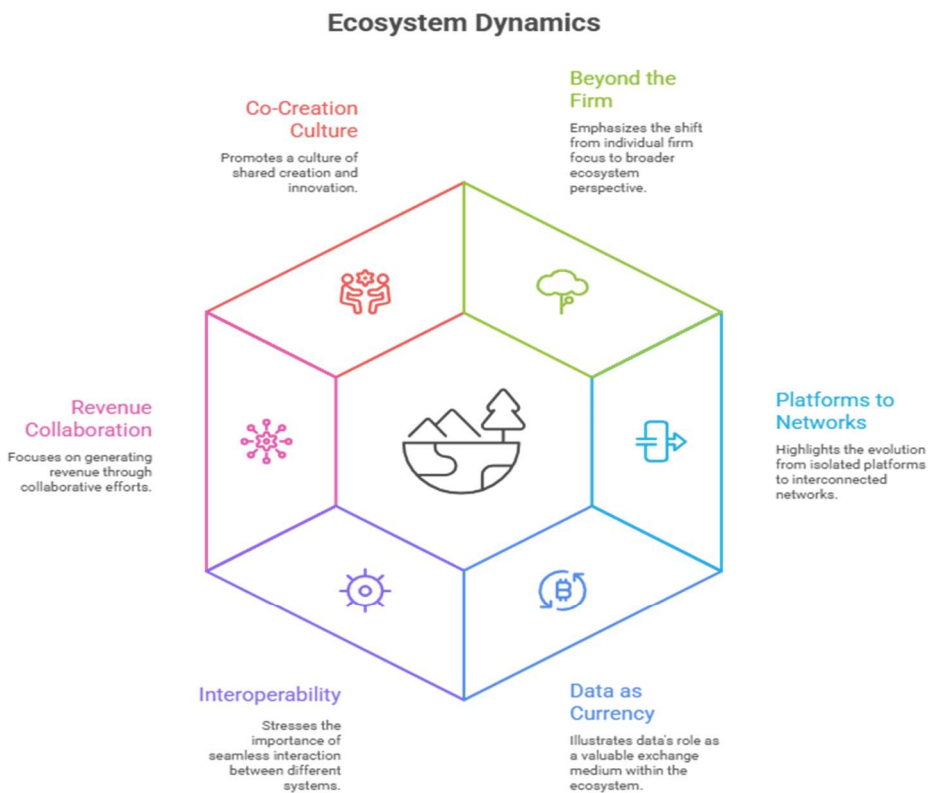 Ecosystem Dynamics
Co-Creation
Culture
Promotes a culture of
shared creation and
innovation.
Beyond the
Firm
Emphasizes the shift
from individual firm
focus to broader
ecosystem
perspective.
Revenue
Collaboration
Focuses on generating
revenue through
collaborative efforts.
Platforms to
Networks
Highlights the evolution
from isolated platforms
to interconnected
networks.
Interoperability
Stresses the
importance of
seamless interaction
between different
systems.
Data as
Currency
Illustrates data's role as
a valuable exchange
medium within the
ecosystem.